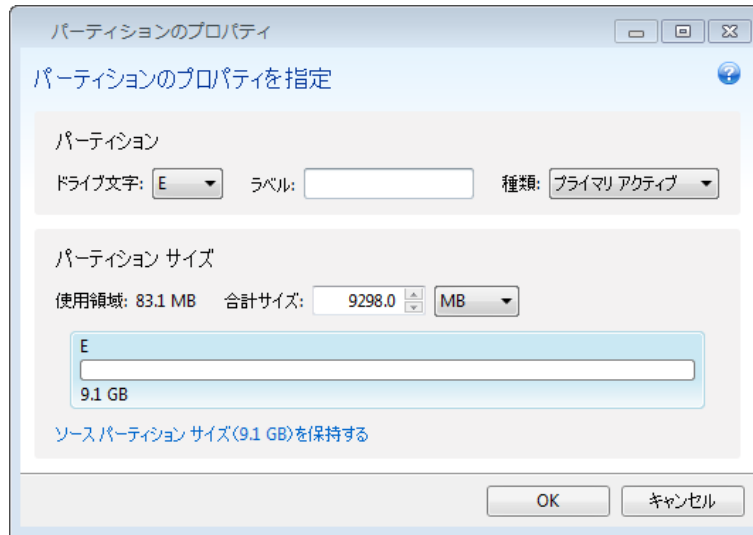 パーティションのプロパティ
パーティションのプロパティを指定
パーティション
ドライブ文字: E ラベル: 種類: プライマリ アクティブ
パーティション サイズ
使用領域: 83.1 MB 合計サイズ: 9298.0 MB
E
9.1 GB
ソース パーティション サイズ(9.1 GB)を保持する
OK キャンセル